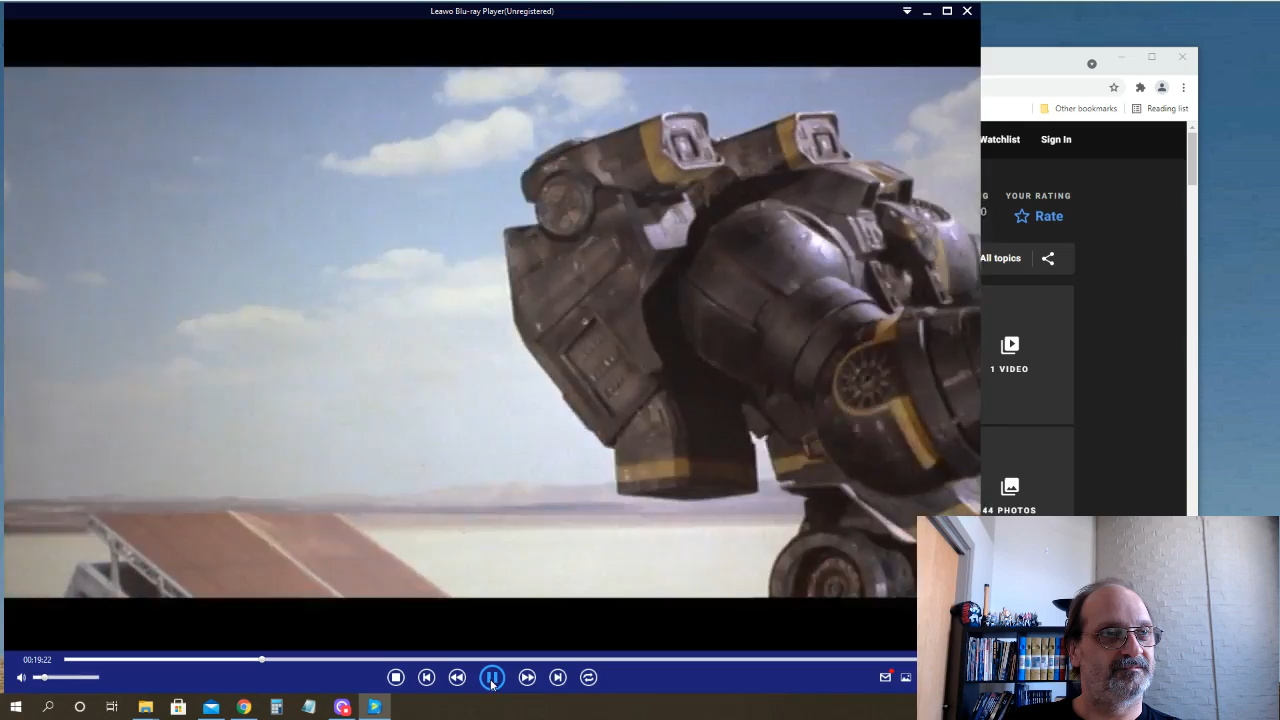 Leawo Blu-ray Player(Unregistered)
Other bookmarks
Reading list
Watchlist
Sign In
G
YOUR RATING
0
Rate
All topics
1 VIDEO
44 PHOTOS
00:19:22